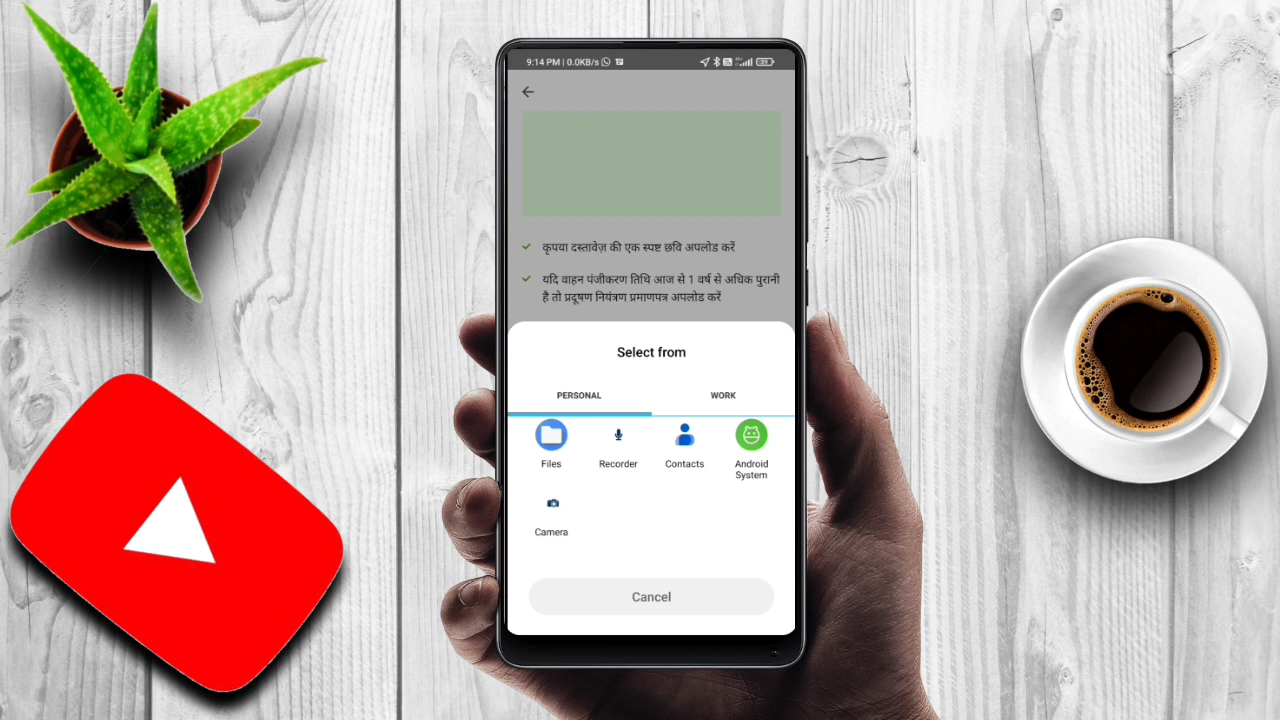 9:14 PM | 0.0KB/s
कृपया दस्तावेज़ की एक स्पष्ट छवि अपलोड करें
यदि वाहन पंजीकरण तिथि आज से 1 वर्ष से अधिक पुरानी
है तो प्रदूषण नियंत्रण प्रमाणपत्र अपलोड करें
Select from
PERSONAL WORK
Files Recorder Contacts Android
System
Camera
Cancel